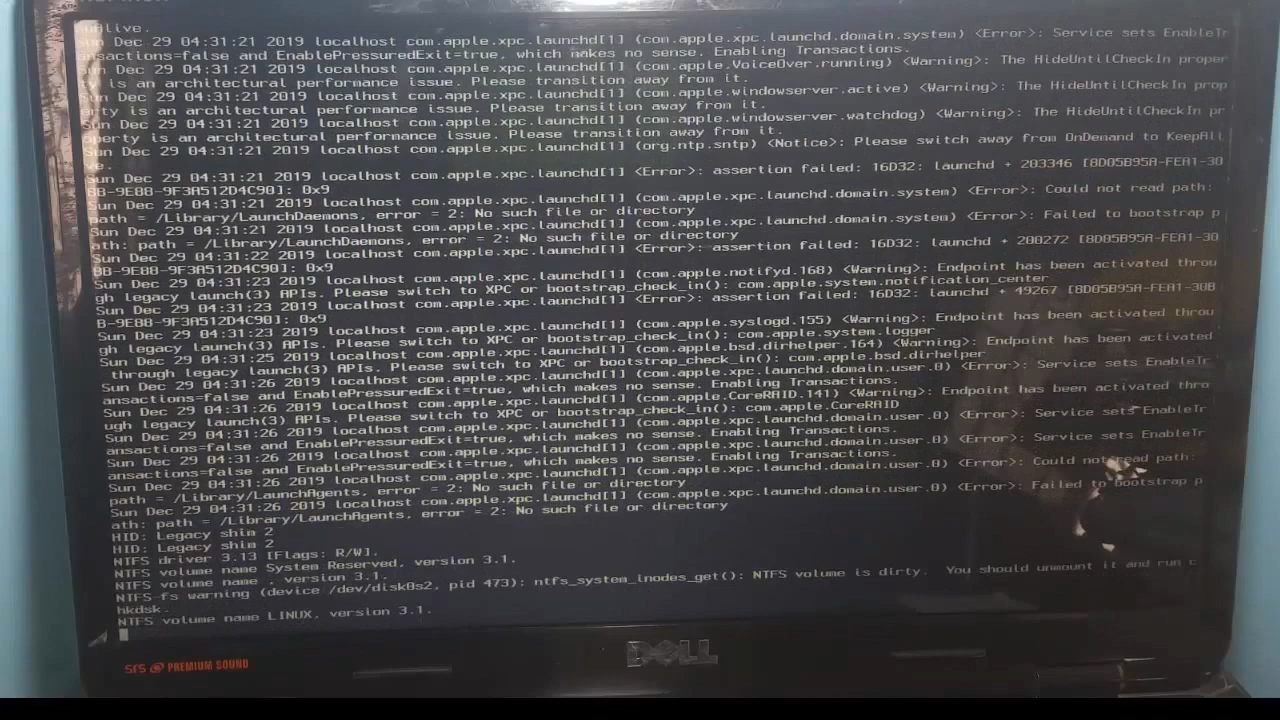 nAlive.
Sun Dec 29 04:31:21 2019 localhost com.apple.xpc.launchd[1] (com.apple.xpc.launchd.domain.system) <Error>: Service sets EnableTr
ansactions=false and EnablePressuredExit=true, which makes no sense. Enabling Transactions.
Sun Dec 29 04:31:21 2019 localhost com.apple.xpc.launchd[1] (com.apple.VoiceOver.running) <Warning>: The HideUntilCheckIn proper
ty is an architectural performance issue. Please transition away from it.
Sun Dec 29 04:31:21 2019 localhost com.apple.xpc.launchd[1] (com.apple.windowserver.active) <Warning>: The HideUntilCheckIn prop
erty is an architectural performance issue. Please transition away from it.
Sun Dec 29 04:31:21 2019 localhost com.apple.xpc.launchd[1] (com.apple.windowserver.watchdog) <Warning>: The HideUntilCheckIn pr
operty is an architectural performance issue. Please transition away from it.
Sun Dec 29 04:31:21 2019 localhost com.apple.xpc.launchd[1] (org.ntp.sntp) <Notice>: Please switch away from OnDemand to KeepAli
ve.
Sun Dec 29 04:31:21 2019 localhost com.apple.xpc.launchd[1] <Error>: assertion failed: 16D32: launchd + 203346 [8D05B95A-FEA1-30
8B-9E88-9F3A512D4C90]: 0x9
Sun Dec 29 04:31:21 2019 localhost com.apple.xpc.launchd[1] (com.apple.xpc.launchd.domain.system) <Error>: Could not read path:
path = /Library/LaunchDaemons, error = 2: No such file or directory
Sun Dec 29 04:31:21 2019 localhost com.apple.xpc.launchd[1] (com.apple.xpc.launchd.domain.system) <Error>: Failed to bootstrap p
ath: path = /Library/LaunchDaemons, error = 2: No such file or directory
Sun Dec 29 04:31:22 2019 localhost com.apple.xpc.launchd[1] <Error>: assertion failed: 16D32: launchd + 200272 [8D05B95A-FEA1-30
8B-9E88-9F3A512D4C90]: 0x9
Sun Dec 29 04:31:23 2019 localhost com.apple.xpc.launchd[1] (com.apple.notifyd.168) <Warning>: Endpoint has been activated throu
gh legacy launch(3) APIs. Please switch to XPC or bootstrap_check_in(): com.apple.system.notification_center
Sun Dec 29 04:31:23 2019 localhost com.apple.xpc.launchd[1] <Error>: assertion failed: 16D32: launchd + 49267 [8D05B95A-FEA1-308
B-9E88-9F3A512D4C90]: 0x9
Sun Dec 29 04:31:23 2019 localhost com.apple.xpc.launchd[1] (com.apple.syslogd.155) <Warning>: Endpoint has been activated throu
gh legacy launch(3) APIs. Please switch to XPC or bootstrap_check_in(): com.apple.system.logger
Sun Dec 29 04:31:25 2019 localhost com.apple.xpc.launchd[1] (com.apple.bsd.dirhelper.164) <Warning>: Endpoint has been activated
through legacy launch(3) APIs. Please switch to XPC or bootstrap_check_in(): com.apple.bsd.dirhelper
Sun Dec 29 04:31:26 2019 localhost com.apple.xpc.launchd[1] (com.apple.xpc.launchd.domain.user.0) <Error>: Service sets EnableTr
ansactions=false and EnablePressuredExit=true, which makes no sense. Enabling Transactions.
Sun Dec 29 04:31:26 2019 localhost com.apple.xpc.launchd[1] (com.apple.CoreRAID.141) <Warning>: Endpoint has been activated thro
ugh legacy launch(3) APIs. Please switch to XPC or bootstrap_check_in(): com.apple.CoreRAID
Sun Dec 29 04:31:26 2019 localhost com.apple.xpc.launchd[1] (com.apple.xpc.launchd.domain.user.0) <Error>: Service sets EnableTr
ansactions=false and EnablePressuredExit=true, which makes no sense. Enabling Transactions.
Sun Dec 29 04:31:26 2019 localhost com.apple.xpc.launchd[1] (com.apple.xpc.launchd.domain.user.0) <Error>: Service sets EnableTr
ansactions=false and EnablePressuredExit=true, which makes no sense. Enabling Transactions.
Sun Dec 29 04:31:26 2019 localhost com.apple.xpc.launchd[1] (com.apple.xpc.launchd.domain.user.0) <Error>: Could not read path:
path = /Library/LaunchAgents, error = 2: No such file or directory
Sun Dec 29 04:31:26 2019 localhost com.apple.xpc.launchd[1] (com.apple.xpc.launchd.domain.user.0) <Error>: Failed to bootstrap p
ath: path = /Library/LaunchAgents, error = 2: No such file or directory
HID: Legacy shim 2
HID: Legacy shim 2
NTFS driver 3.13 [Flags: R/W].
NTFS volume name System Reserved, version 3.1.
NTFS volume name , version 3.1.
NTFS-fs warning (device /dev/disk0s2, pid 473): ntfs_system_inodes_get(): NTFS volume is dirty. You should unmount it and run c
hkdsk.
NTFS volume name LINUX, version 3.1.
SRS PREMIUM SOUND
DELL